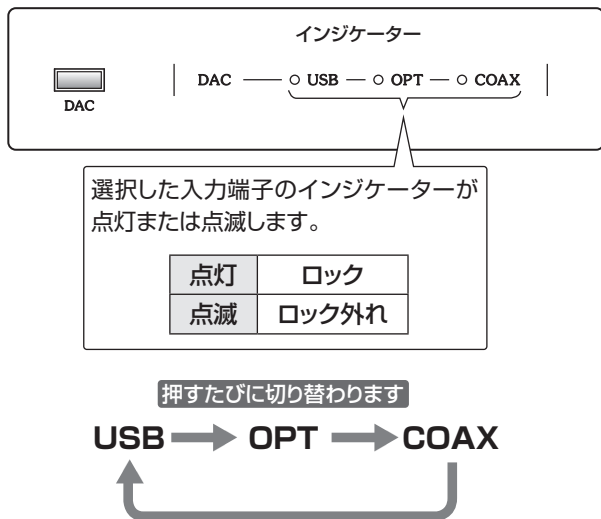 インジケーター
DAC
DAC USB OPT COAX
選択した入力端子のインジケーターが
点灯または点滅します。
点灯 ロック
点滅 ロック外れ
押すたびに切り替わります
USB OPT COAX